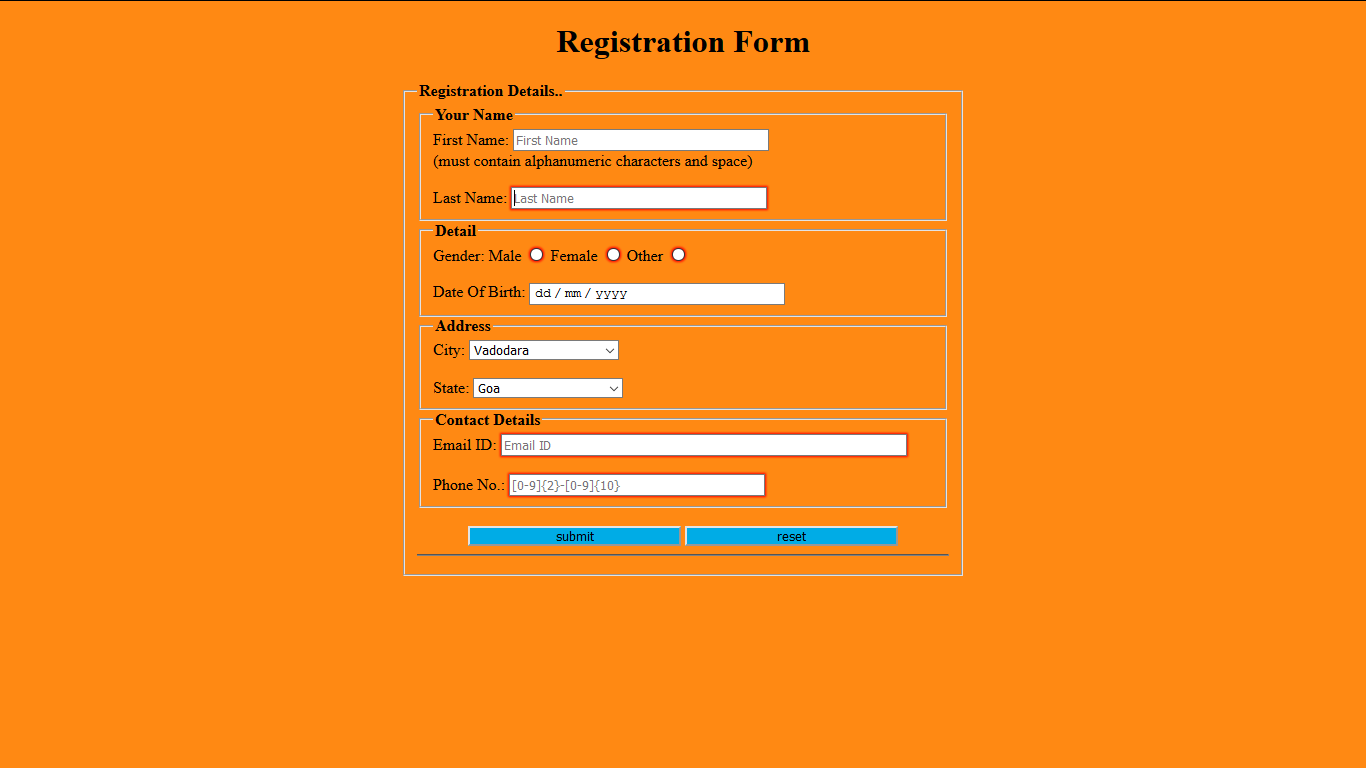 Registration Form
Registration Details..
Your Name
First Name: First Name
(must contain alphanumeric characters and space)
Last Name: Last Name
Detail
Gender: Male Female Other
Date Of Birth: dd / mm / yyyy
Address
City: Vadodara
State: Goa
Contact Details
Email ID: Email ID
Phone No.: [0-9]{2}-[0-9]{10}
submit reset